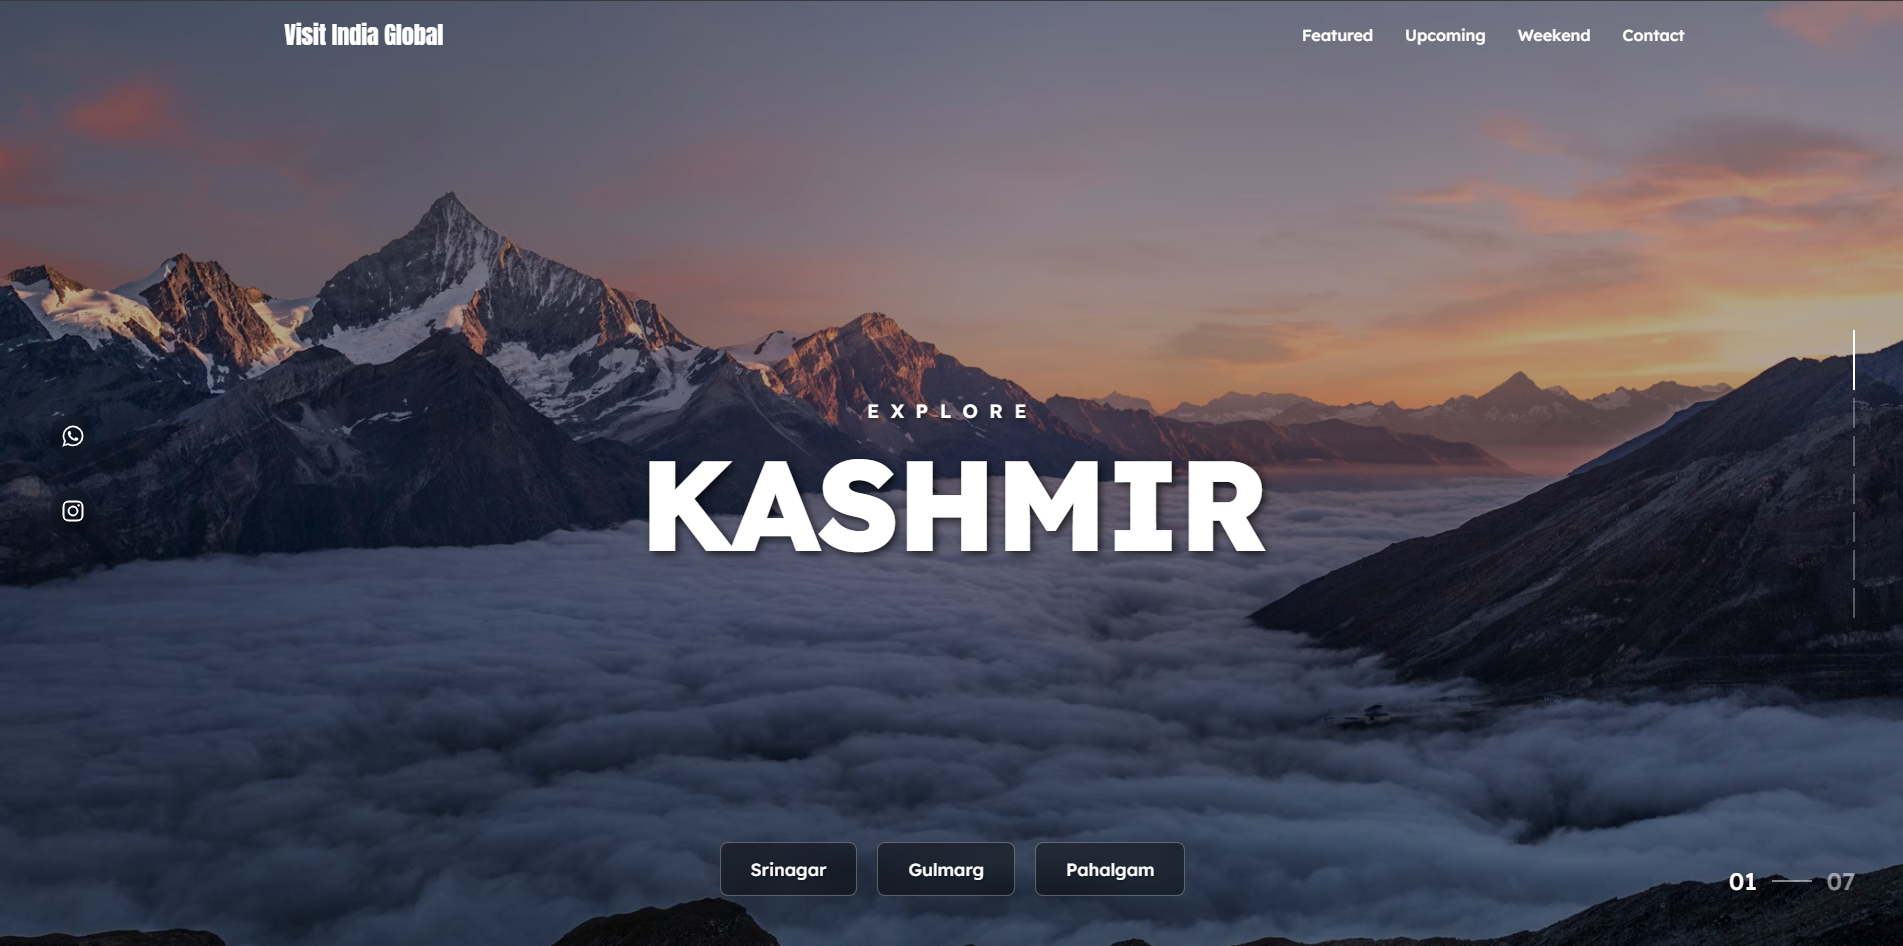 Visit India Global
Featured Upcoming Weekend Contact
EXPLORE
KASHMIR
Srinagar Gulmarg Pahalgam
01 07